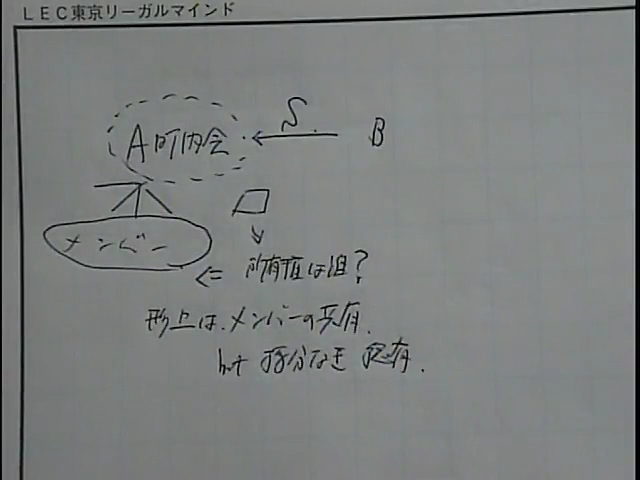 LEC東京リーガルマインド
A町内会 S B
メンバー
所有権は誰?
形上は、メンバーの共有.
but 持分なき 総有.